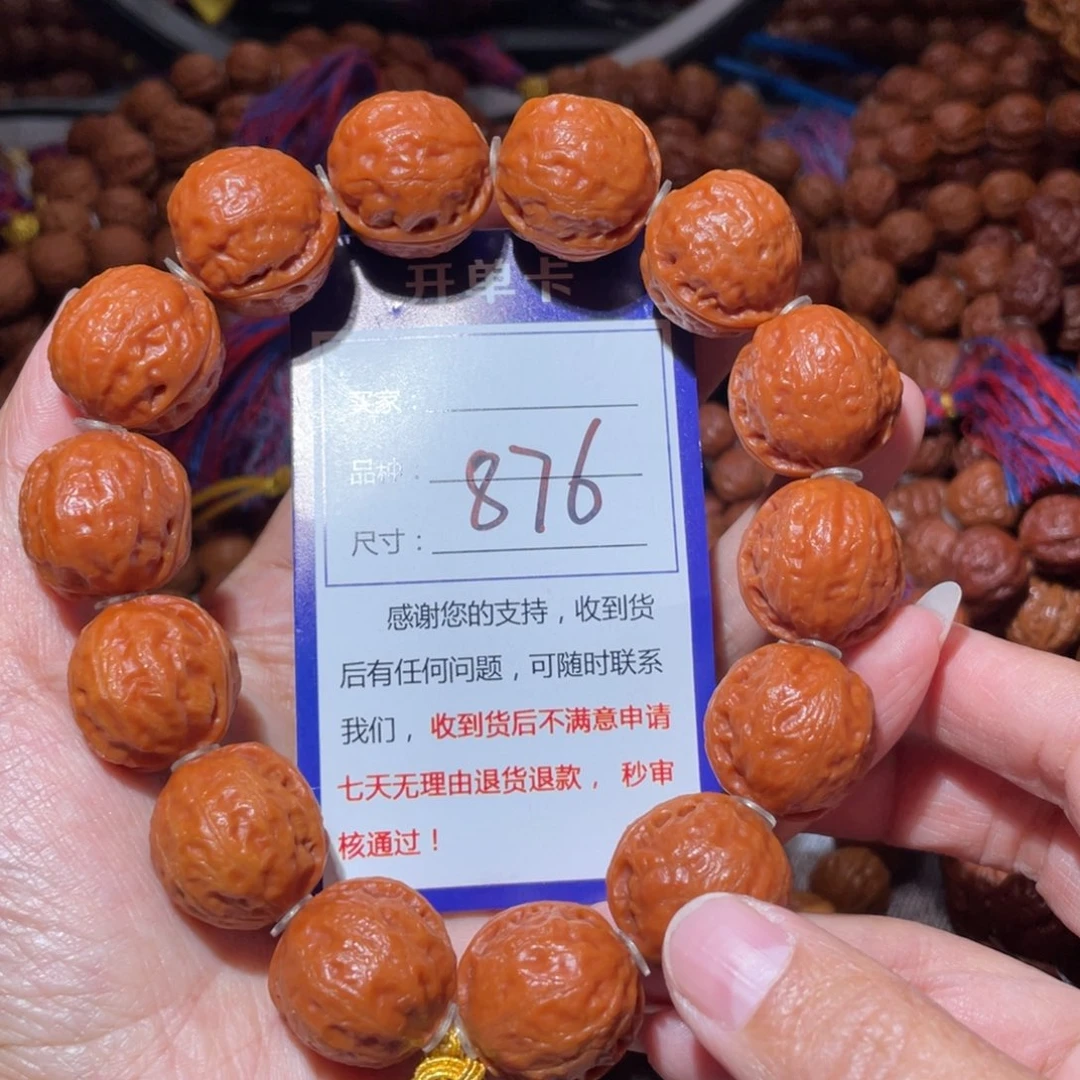 开单卡
买家：
品种：
876
尺寸：
感谢您的支持，收到货
后有任何问题，可随时联系
我们，收到货后不满意申请
七天无理由退货退款， 秒审
核通过！